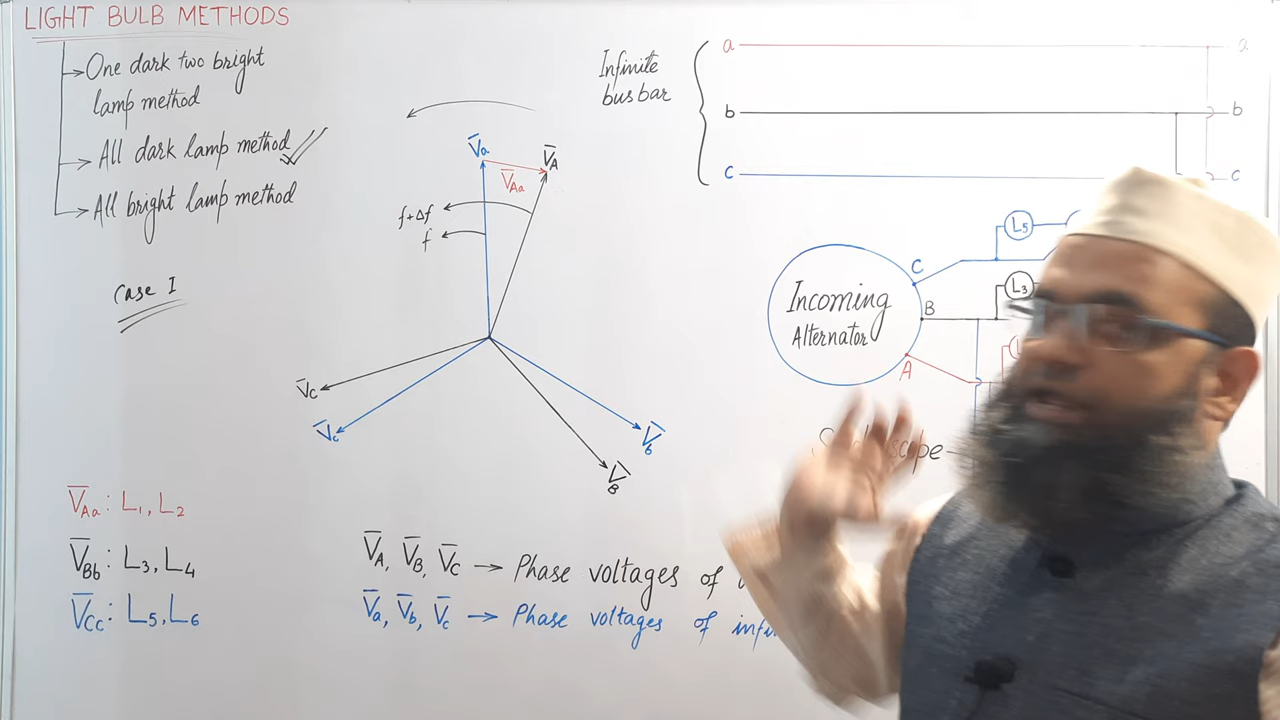 LIGHT BULB METHODS
One dark two bright
lamp method
All dark lamp method
All bright lamp method
Case I
V̅a
V̅A
V̅Aa
f+Δf
f
V̅c
V̅c
V̅b
V̅B
V̅Aa : L₁, L₂
V̅Bb : L₃, L₄
V̅Cc : L₅, L₆
V̅A, V̅B, V̅C → Phase voltages of
V̅a, V̅b, V̅c → Phase voltages of
Infinite
bus bar
a
a
b
b
c
c
Incoming
Alternator
C
B
A
L₅
L₃